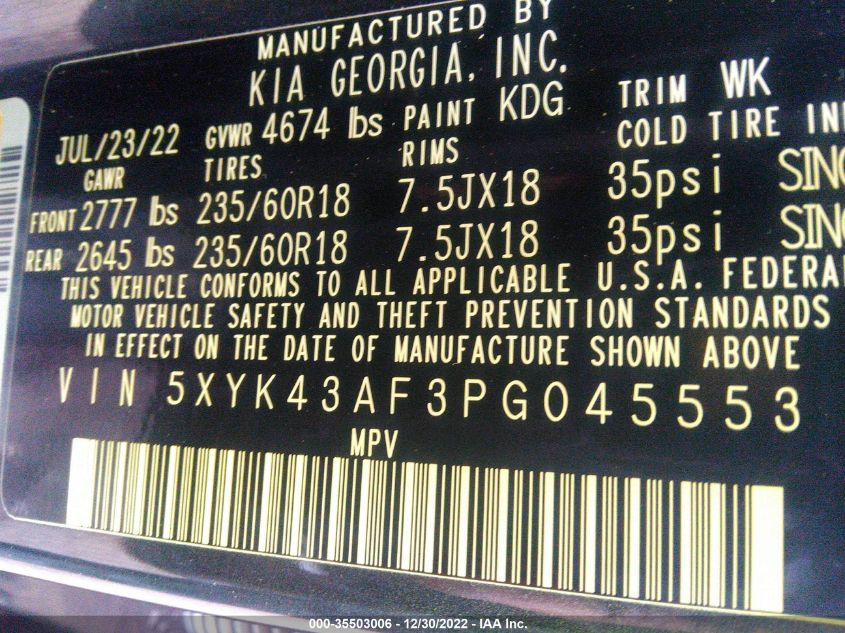 MANUFACTURED BY
KIA GEORGIA, INC.
JUL/23/22 GVWR 4674 lbs PAINT KDG TRIM WK
GAWR TIRES RIMS COLD TIRE IN
FRONT 2777 lbs 235/60R18 7.5JX18 35psi SING
REAR 2645 lbs 235/60R18 7.5JX18 35psi SING
THIS VEHICLE CONFORMS TO ALL APPLICABLE U.S.A. FEDERAL
MOTOR VEHICLE SAFETY AND THEFT PREVENTION STANDARDS
IN EFFECT ON THE DATE OF MANUFACTURE SHOWN ABOVE
VIN 5XYK43AF3PG045553
MPV
000-35503006 - 12/30/2022 - IAA Inc.